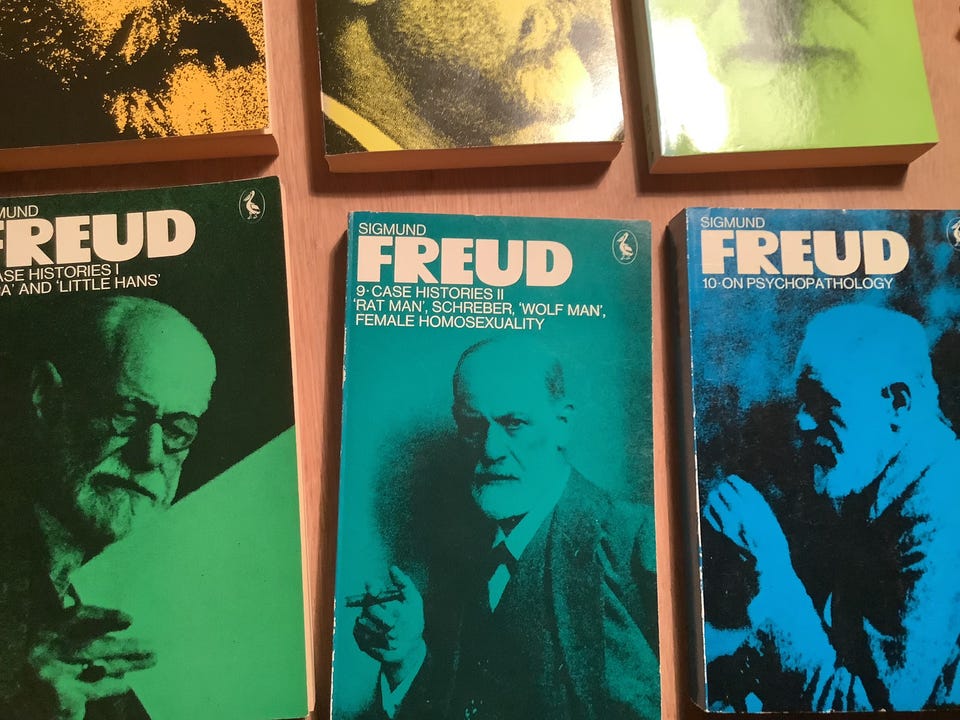 MUND
FREUD
ASE HISTORIES I
A' AND 'LITTLE HANS'
SIGMUND
FREUD
9·CASE HISTORIES II
'RAT MAN', SCHREBER, 'WOLF MAN',
FEMALE HOMOSEXUALITY
SIGMUND
FREUD
10·ON PSYCHOPATHOLOGY